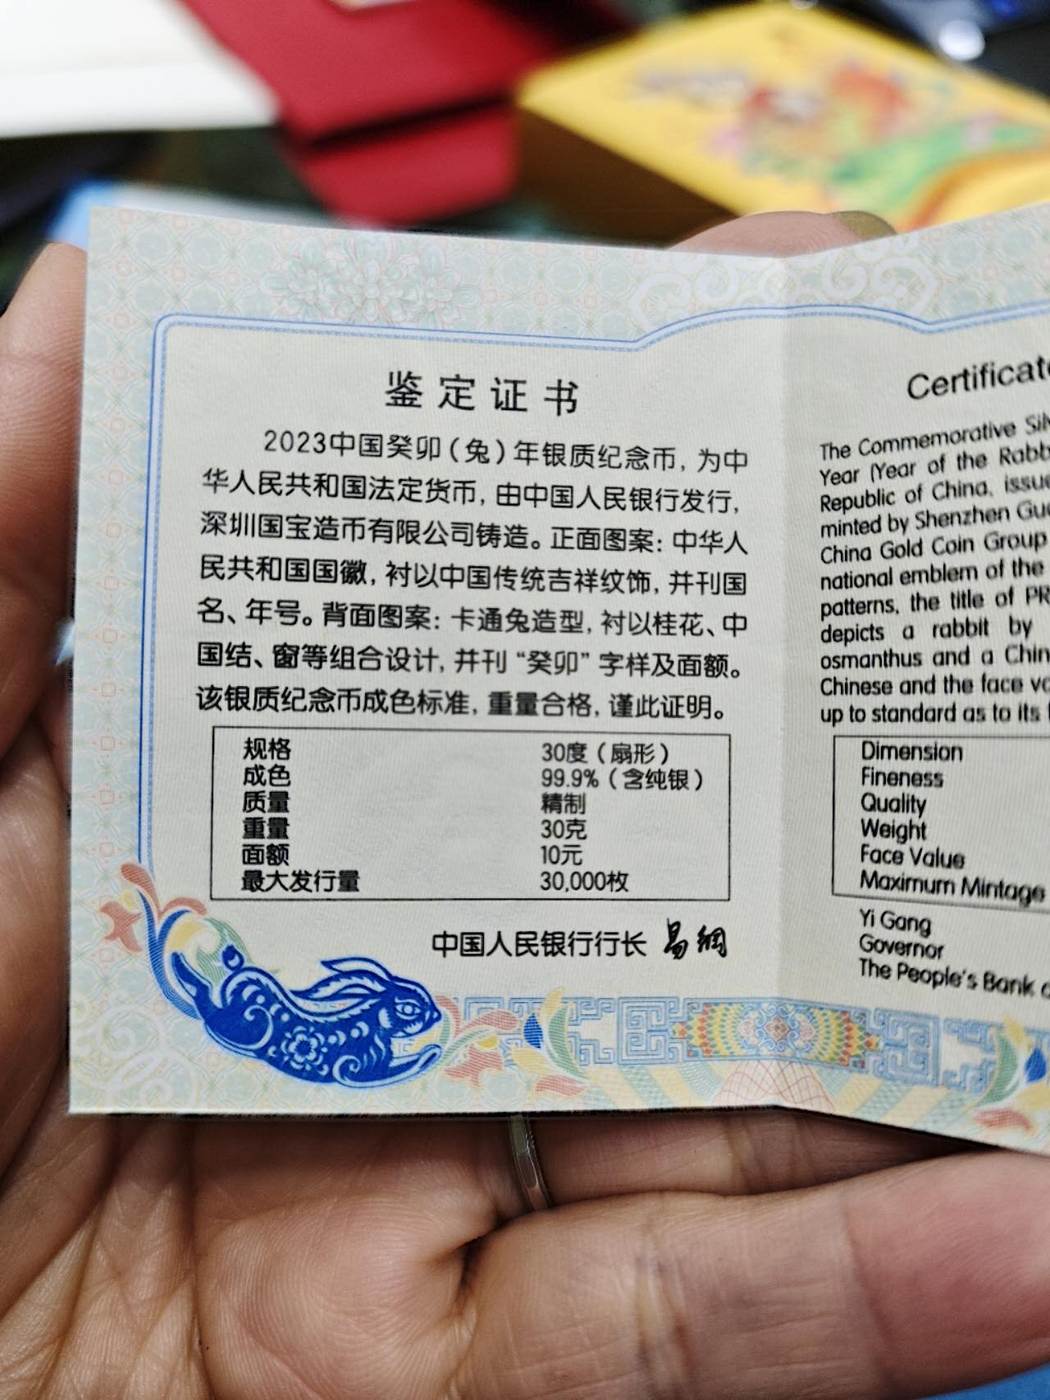 鉴定证书
2023中国癸卯（兔）年银质纪念币，为中
华人民共和国法定货币，由中国人民银行发行，
深圳国宝造币有限公司铸造。正面图案：中华人
民共和国国徽，衬以中国传统吉祥纹饰，并刊国
名、年号。背面图案：卡通兔造型，衬以桂花、中
国结、窗等组合设计，并刊“癸卯”字样及面额。
该银质纪念币成色标准，重量合格，谨此证明。
规格 30度（扇形）
成色 99.9%（含纯银）
质量 精制
重量 30克
面额 10元
最大发行量 30,000枚
中国人民银行行长 易纲
Certificate
The Commemorative
Year (Year of the
Republic of China, issue
minted by Shenzhen
China Gold Coin Group
national emblem of the
patterns, the title of PR
depicts a rabbit by
osmanthus and a
Chinese and the face
up to standard as to its
Dimension
Fineness
Quality
Weight
Face Value
Maximum Mintage
Yi Gang
Governor
The People's Bank